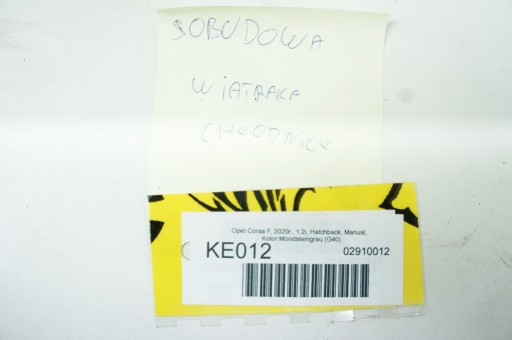 OBUDOWA
WIATRAKA
CHŁODNICY
Opel Corsa F, 2020r., 1.2i, Hatchback, Manual,
Kolor:Mondsteingrau (G40)
KE012
02910012